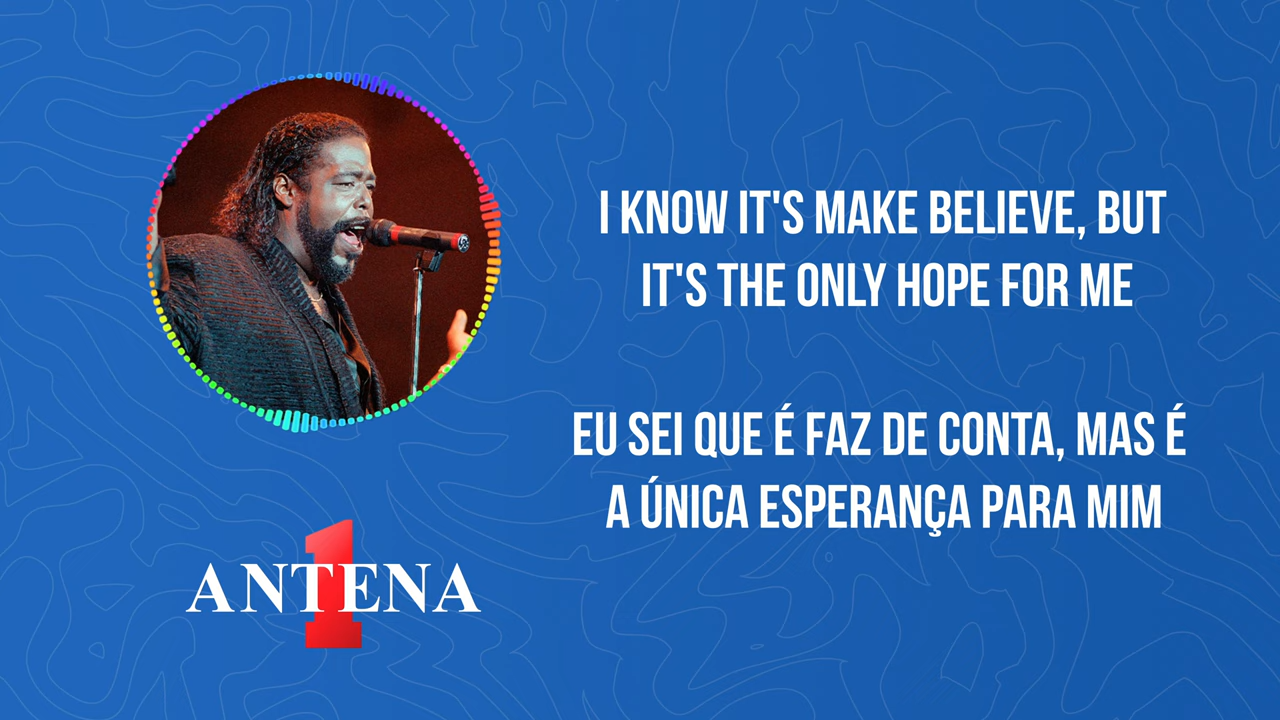 I KNOW IT'S MAKE BELIEVE, BUT
IT'S THE ONLY HOPE FOR ME
EU SEI QUE É FAZ DE CONTA, MAS É
A ÚNICA ESPERANÇA PARA MIM
ANTENA 1